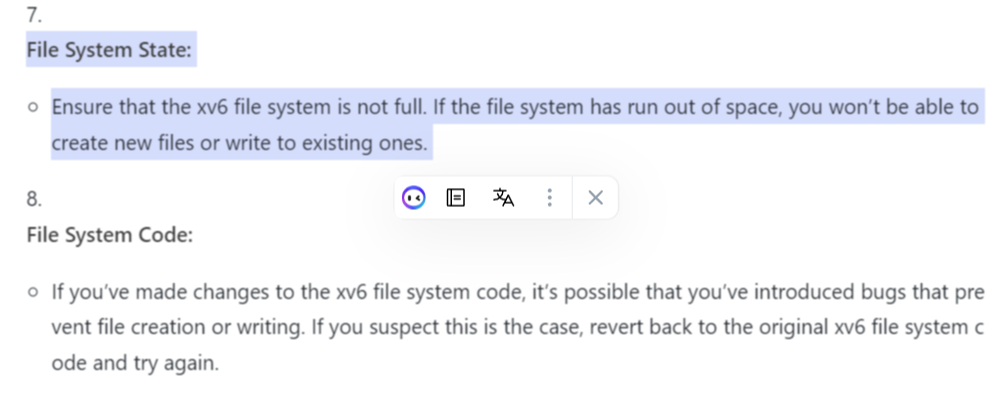 7.
File System State:
○ Ensure that the xv6 file system is not full. If the file system has run out of space, you won't be able to
create new files or write to existing ones.
8.
File System Code:
○ If you've made changes to the xv6 file system code, it's possible that you've introduced bugs that pre
vent file creation or writing. If you suspect this is the case, revert back to the original xv6 file system c
ode and try again.